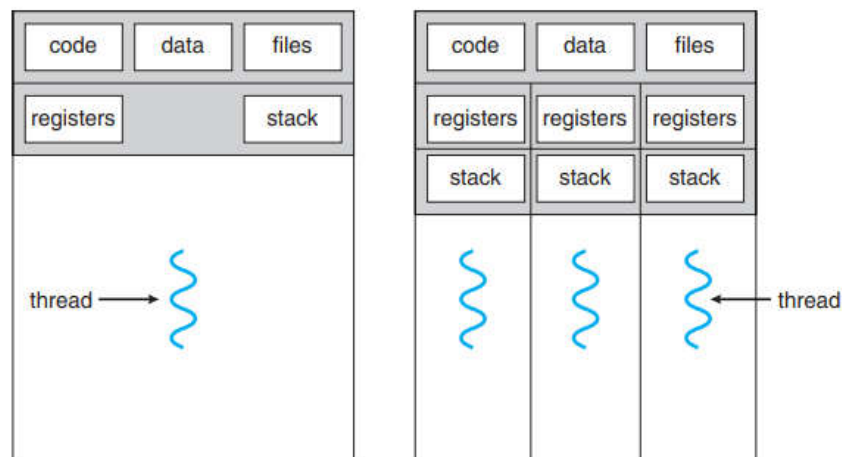 code data files
registers stack
thread
code data files
registers registers registers
stack stack stack
thread